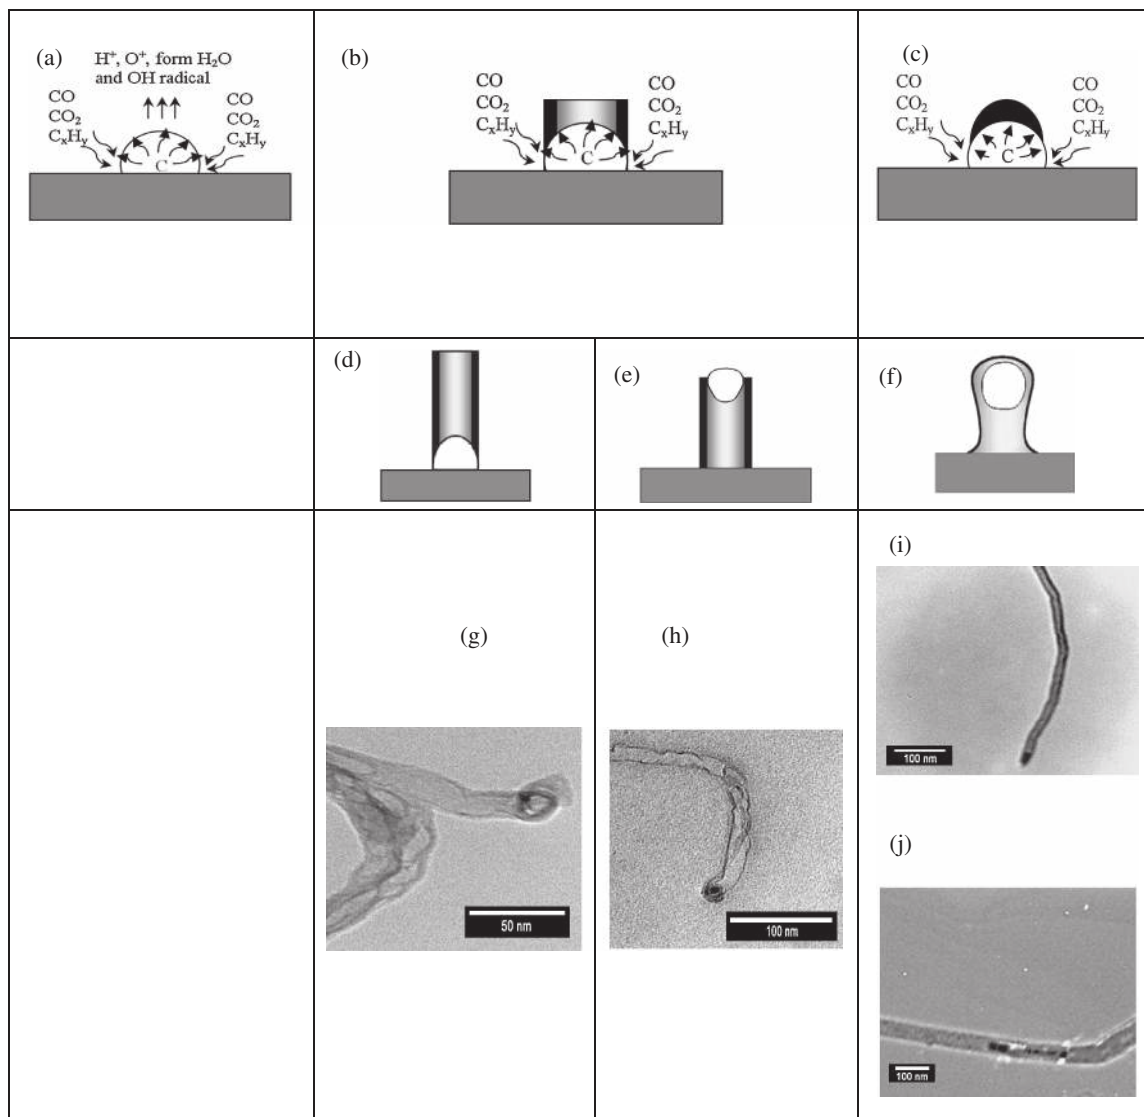 (a)
H⁺, O⁺, form H₂O
and OH radical
CO
CO₂
CₓHᵧ
CO
CO₂
CₓHᵧ
C
(b)
CO
CO₂
CₓHᵧ
CO
CO₂
CₓHᵧ
C
(c)
CO
CO₂
CₓHᵧ
CO
CO₂
CₓHᵧ
C
(d)
(e)
(f)
(g)
50 nm
(h)
100 nm
(i)
100 nm
(j)
100 nm